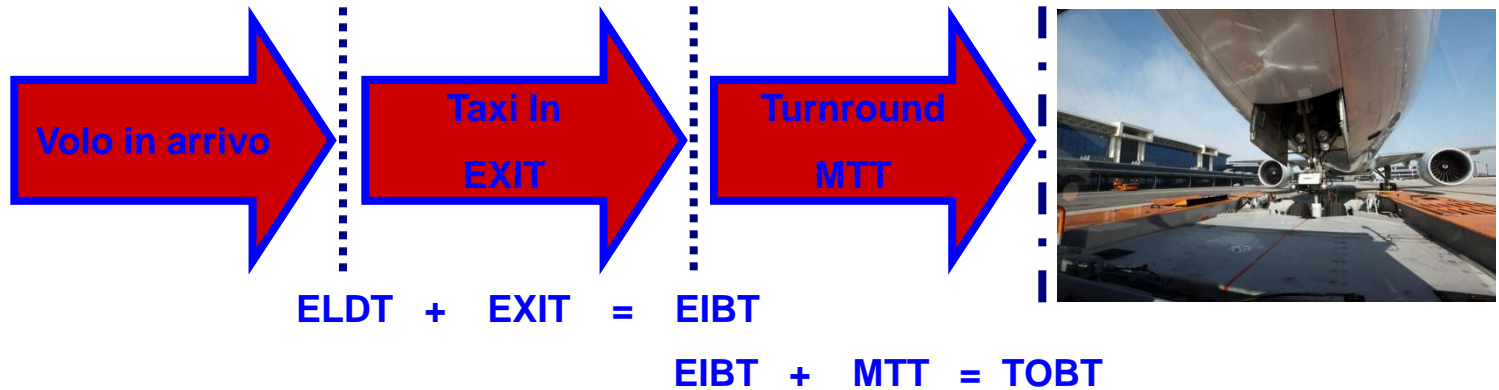 Volo in arrivo
Taxi In
EXIT
Turnround
MTT
ELDT + EXIT = EIBT
EIBT + MTT = TOBT